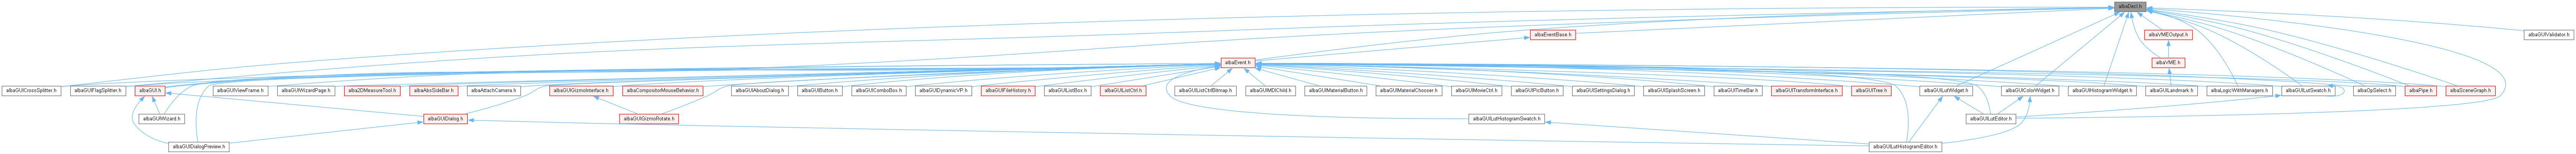 albaDecl.h
albaEventBase.h
albaVMEOutput.h
albaGUIValidator.h
albaEvent.h
albaVME.h
albaGUICrossSplitter.h
albaGUIFlagSplitter.h
albaGUI.h
albaGUIViewFrame.h
albaGUIWizardPage.h
alba2DMeasureTool.h
albaAbsSideBar.h
albaAttachCamera.h
albaGUIGizmoInterface.h
albaCompositorMouseBehavior.h
albaGUIAboutDialog.h
albaGUIButton.h
albaGUIComboBox.h
albaGUIDynamicVP.h
albaGUIFileHistory.h
albaGUIListBox.h
albaGUIListCtrl.h
albaGUIListCtrlBitmap.h
albaGUIMDIChild.h
albaGUIMaterialButton.h
albaGUIMaterialChooser.h
albaGUIMovieCtrl.h
albaGUIPicButton.h
albaGUISettingsDialog.h
albaGUISplashScreen.h
albaGUITimeBar.h
albaGUITransformInterface.h
albaGUITree.h
albaGUILutWidget.h
albaGUIColorWidget.h
albaGUIHistogramWidget.h
albaGUILandmark.h
albaLogicWithManagers.h
albaGUILutSwatch.h
albaOpSelect.h
albaPipe.h
albaSceneGraph.h
albaGUIWizard.h
albaGUIDialog.h
albaGUIGizmoRotate.h
albaGUILutHistogramSwatch.h
albaGUILutEditor.h
albaGUIDialogPreview.h
albaGUILutHistogramEditor.h